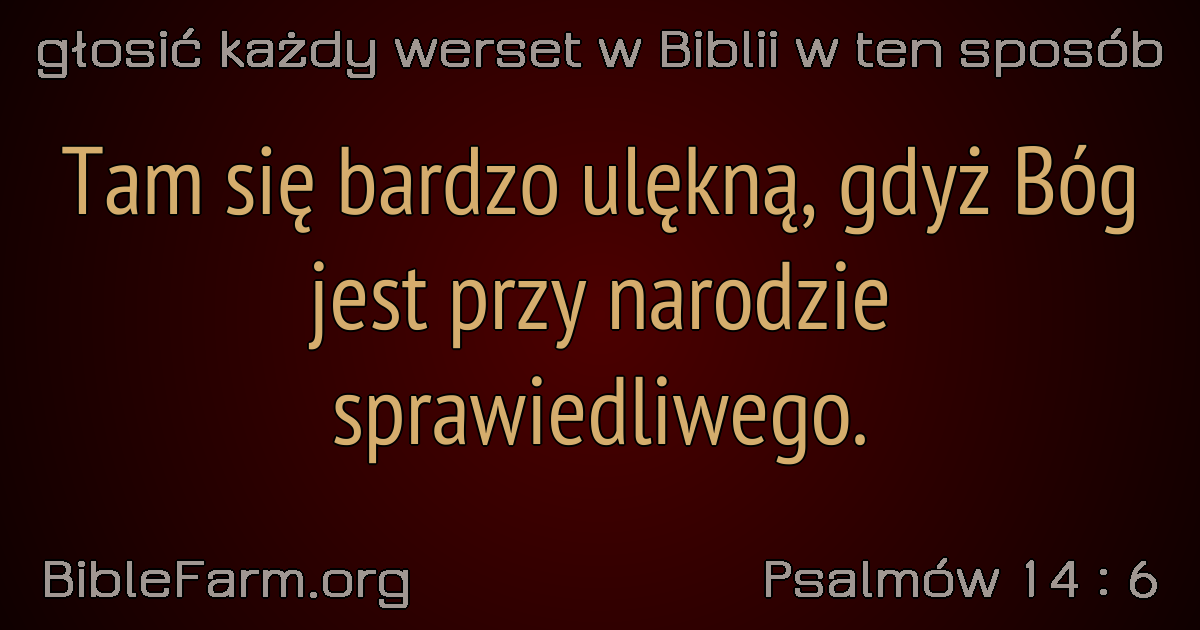 głosić każdy werset w Biblii w ten sposób
Tam się bardzo ulękną, gdyż Bóg
jest przy narodzie
sprawiedliwego.
BibleFarm.org
Psalmów 14 : 6